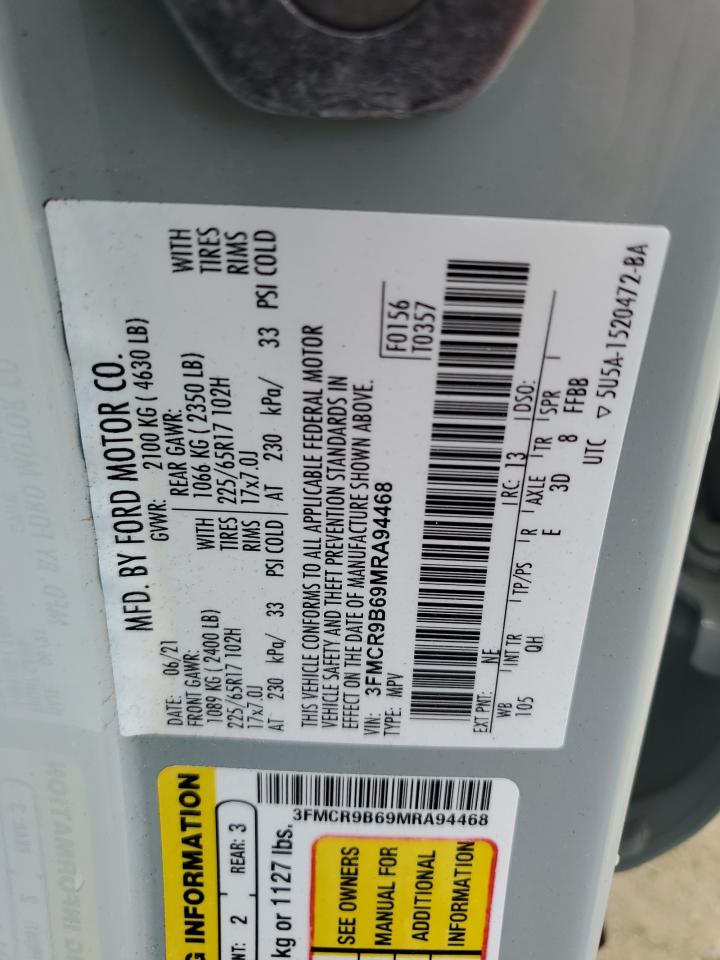 MFD. BY FORD MOTOR CO.
DATE: 06/21 GVWR: 2100 KG ( 4630 LB)
FRONT GAWR: REAR GAWR: WITH
1089 KG ( 2400 LB) WITH 1066 KG ( 2350 LB) TIRES
225/65R17 102H TIRES 225/65R17 102H RIMS
17x7.0J RIMS 17x7.0J
AT 230 kPa/ 33 PSI COLD AT 230 kPa/ 33 PSI COLD
THIS VEHICLE CONFORMS TO ALL APPLICABLE FEDERAL MOTOR
VEHICLE SAFETY AND THEFT PREVENTION STANDARDS IN
EFFECT ON THE DATE OF MANUFACTURE SHOWN ABOVE.
VIN: 3FMCR9B69MRA94468
TYPE: MPV
F0156
T0357
EXT PNT: NE RC: 13 DSO:
WB INT TR TP/PS R AXLE TR SPR
105 QH E 3D 8 FFBB
UTC ▽ 5U5A-1520472-BA
G INFORMATION
NT: 2 REAR: 3
kg or 1127 lbs.
3FMCR9B69MRA94468
SEE OWNERS
MANUAL FOR
ADDITIONAL
INFORMATION